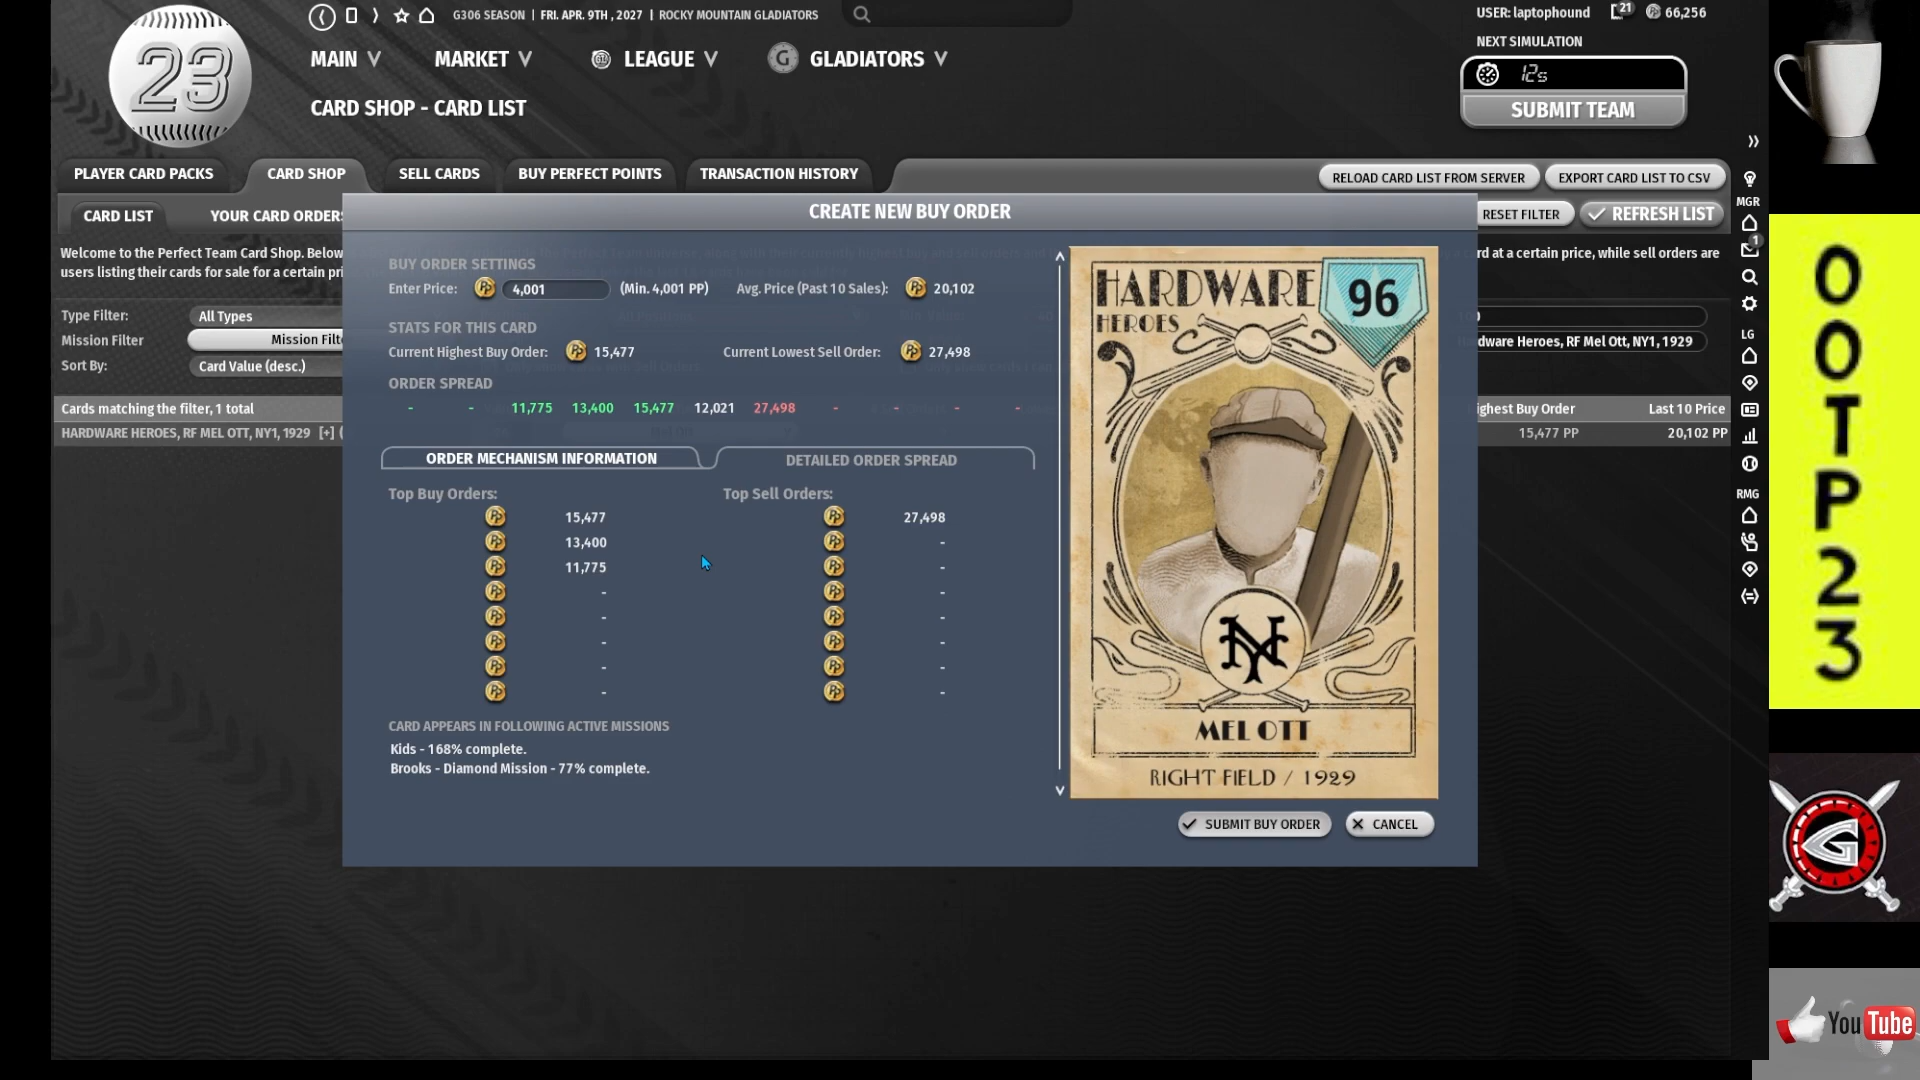 G306 SEASON | FRI. APR. 9TH , 2027 | ROCKY MOUNTAIN GLADIATORS
USER: laptophound 21 66,256
23
MAIN MARKET LEAGUE G GLADIATORS
NEXT SIMULATION
12s
SUBMIT TEAM
CARD SHOP - CARD LIST
PLAYER CARD PACKS CARD SHOP SELL CARDS BUY PERFECT POINTS TRANSACTION HISTORY
RELOAD CARD LIST FROM SERVER EXPORT CARD LIST TO CSV
CARD LIST YOUR CARD ORDERS
RESET FILTER REFRESH LIST
Welcome to the Perfect Team Card Shop. Below
rd at a certain price, while sell orders are
users listing their cards for sale for a certain pri
Type Filter: All Types
Mission Filter Mission Filte
Sort By: Card Value (desc.)
dware Heroes, RF Mel Ott, NY1, 1929
Cards matching the filter, 1 total
ighest Buy Order Last 10 Price
HARDWARE HEROES, RF MEL OTT, NY1, 1929 [+] (
15,477 PP 20,102 PP
CREATE NEW BUY ORDER
BUY ORDER SETTINGS
Enter Price: 4,001 (Min. 4,001 PP) Avg. Price (Past 10 Sales): 20,102
STATS FOR THIS CARD
Current Highest Buy Order: 15,477 Current Lowest Sell Order: 27,498
ORDER SPREAD
- - 11,775 13,400 15,477 12,021 27,498 - - - -
ORDER MECHANISM INFORMATION DETAILED ORDER SPREAD
Top Buy Orders: Top Sell Orders:
15,477 27,498
13,400 -
11,775 -
- -
- -
- -
- -
- -
CARD APPEARS IN FOLLOWING ACTIVE MISSIONS
Kids - 168% complete.
Brooks - Diamond Mission - 77% complete.
HARDWARE
HEROES
96
NY
MEL OTT
RIGHT FIELD / 1929
SUBMIT BUY ORDER CANCEL
MGR
1
LG
RMG
OOTP23
G
YouTube